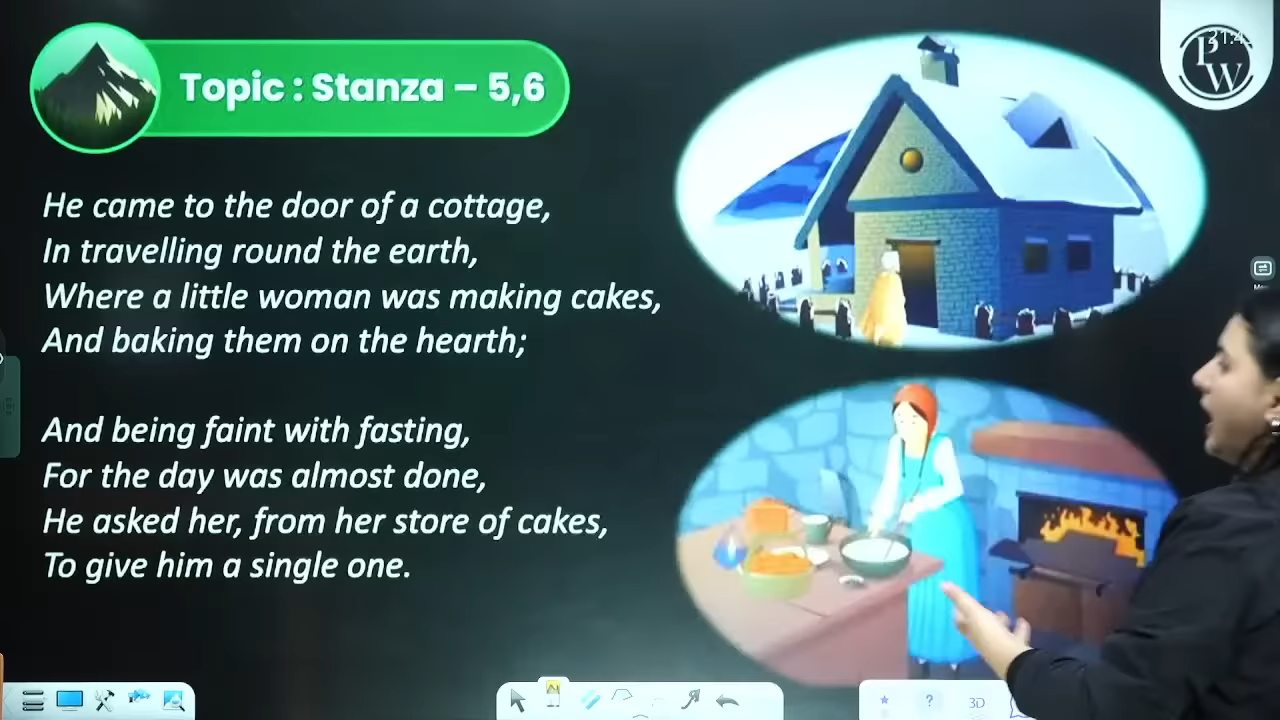 Topic : Stanza – 5,6
He came to the door of a cottage,
In travelling round the earth,
Where a little woman was making cakes,
And baking them on the hearth;
And being faint with fasting,
For the day was almost done,
He asked her, from her store of cakes,
To give him a single one.
PW
?
3D